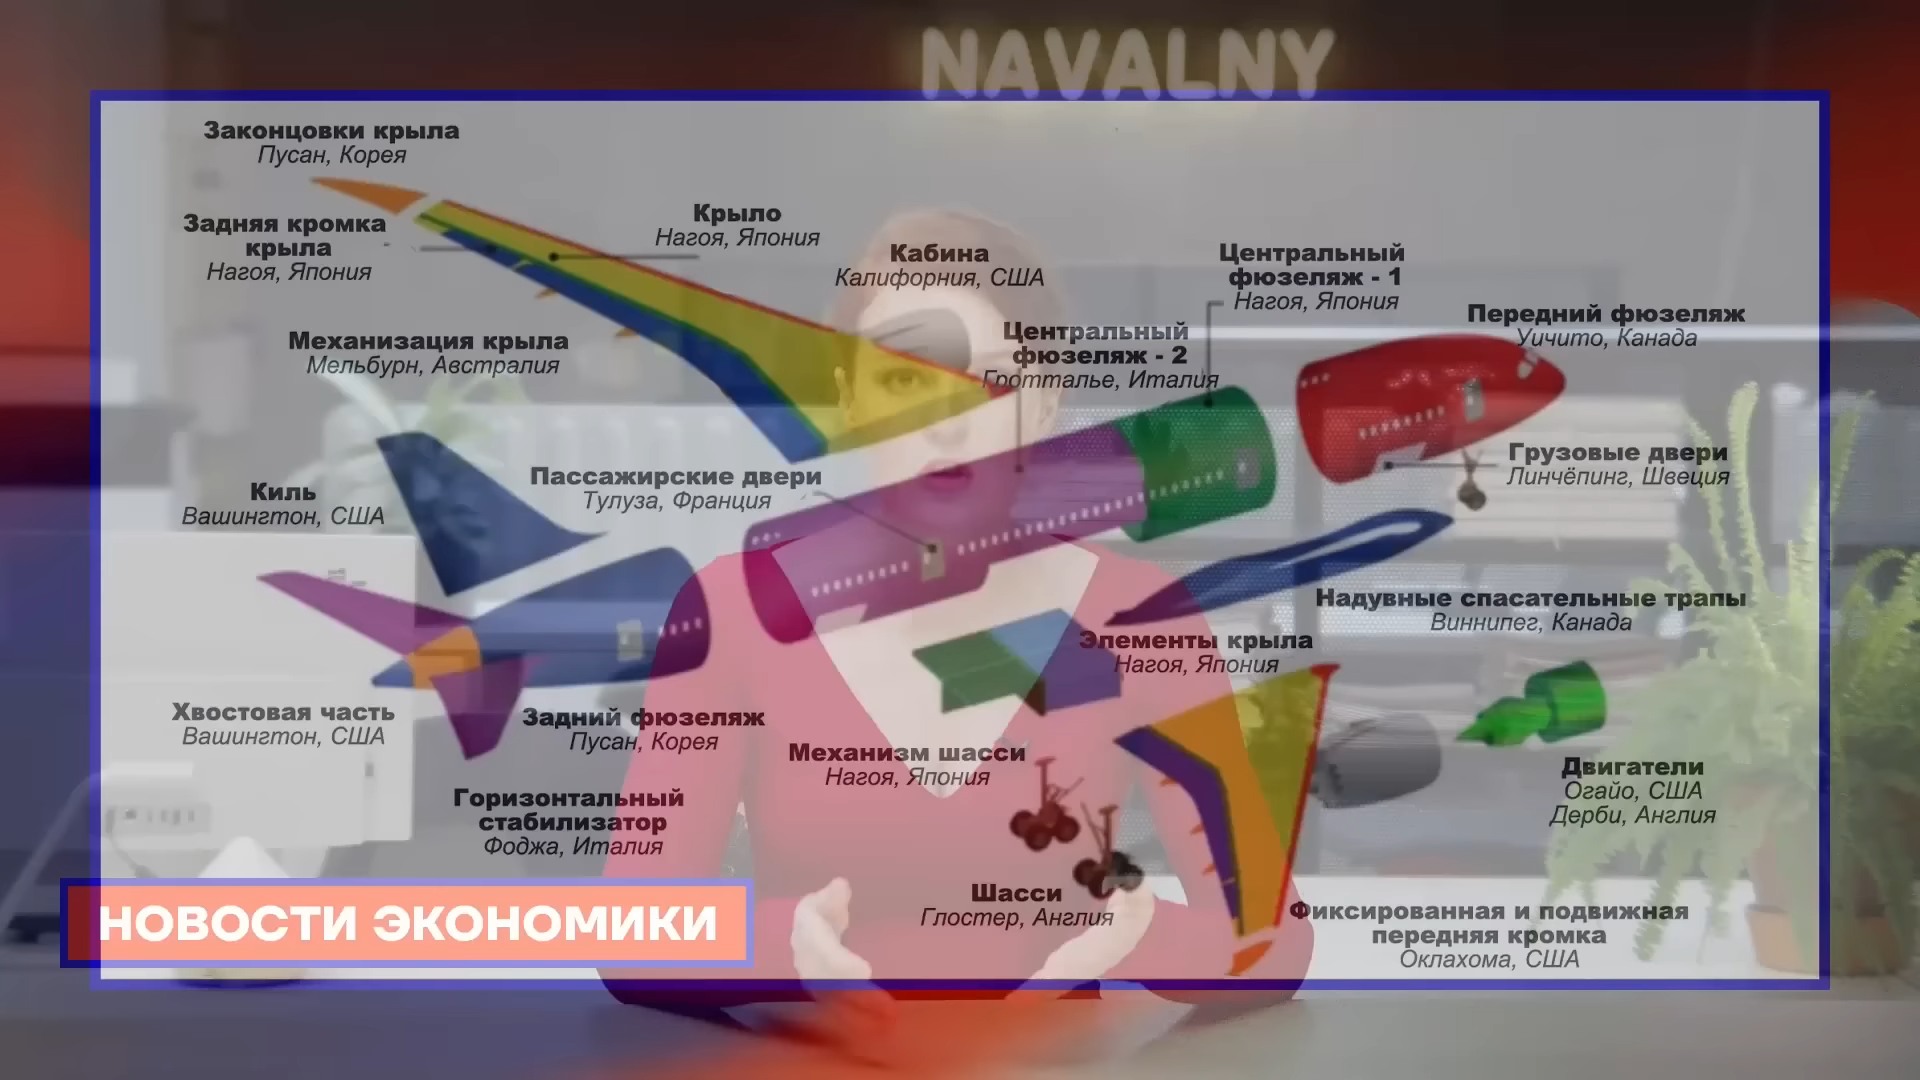 NAVALNY
Законцовки крыла
Пусан, Корея
Задняя кромка
крыла
Нагоя, Япония
Крыло
Нагоя, Япония
Кабина
Калифорния, США
Центральный
фюзеляж - 1
Нагоя, Япония
Передний фюзеляж
Уичито, Канада
Механизация крыла
Мельбурн, Австралия
Центральный
фюзеляж - 2
Гротталье, Италия
Грузовые двери
Линчёпинг, Швеция
Киль
Вашингтон, США
Пассажирские двери
Тулуза, Франция
Надувные спасательные трапы
Виннипег, Канада
Элементы крыла
Нагоя, Япония
Хвостовая часть
Вашингтон, США
Задний фюзеляж
Пусан, Корея
Механизм шасси
Нагоя, Япония
Двигатели
Огайо, США
Дерби, Англия
Горизонтальный
стабилизатор
Фоджа, Италия
Шасси
Глостер, Англия
Фиксированная и подвижная
передняя кромка
Оклахома, США
НОВОСТИ ЭКОНОМИКИ